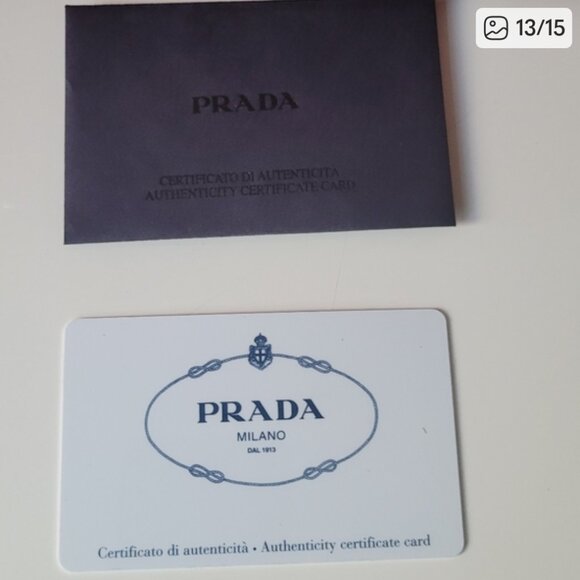 13/15
PRADA
CERTIFICATO DI AUTENTICITÀ
AUTHENTICITY CERTIFICATE CARD
PRADA
MILANO
DAL 1913
Certificato di autenticità • Authenticity certificate card